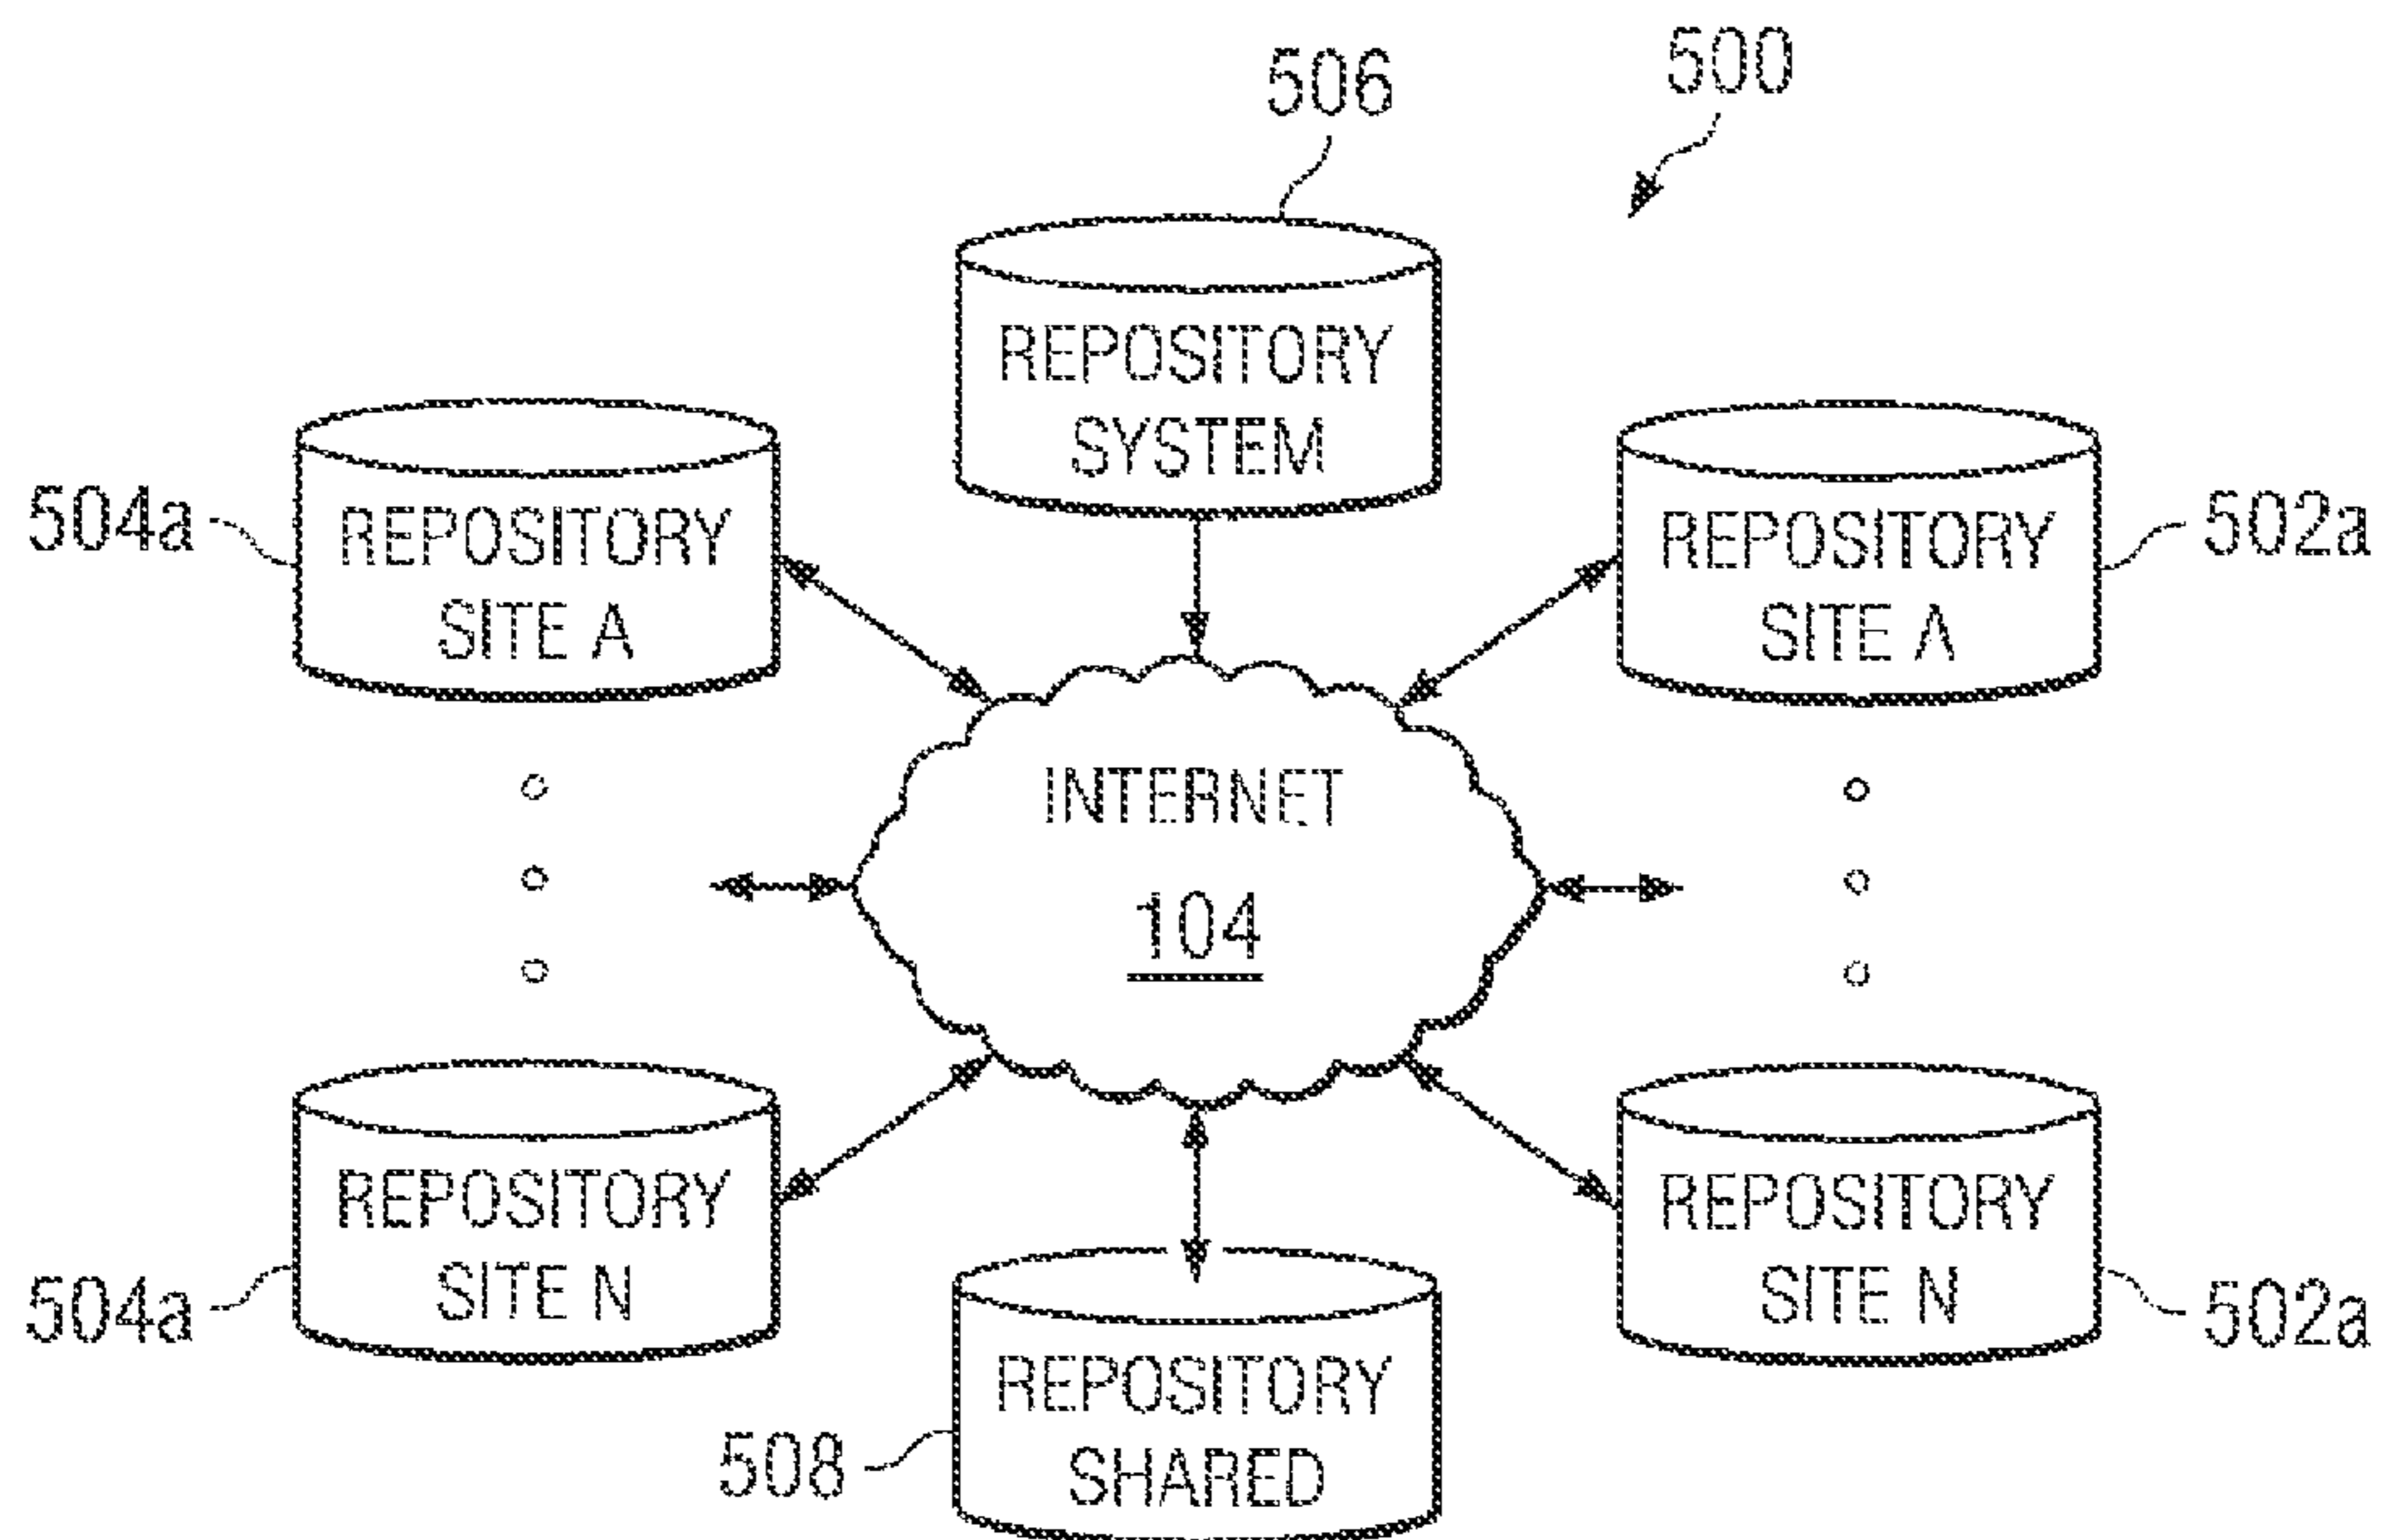 500
506
REPOSITORY
SYSTEM
504a
REPOSITORY
SITE A
502a
REPOSITORY
SITE A
INTERNET
104
504a
REPOSITORY
SITE N
502a
REPOSITORY
SITE N
508
REPOSITORY
SHARED